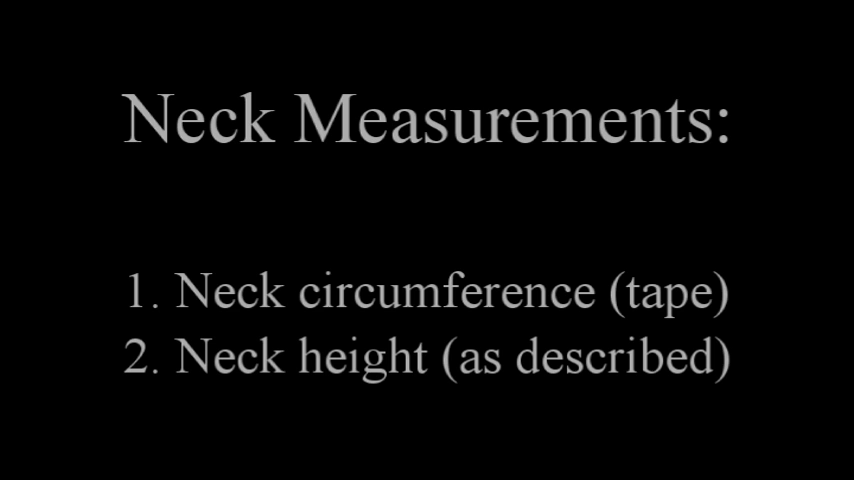 Neck Measurements:
1. Neck circumference (tape)
2. Neck height (as described)